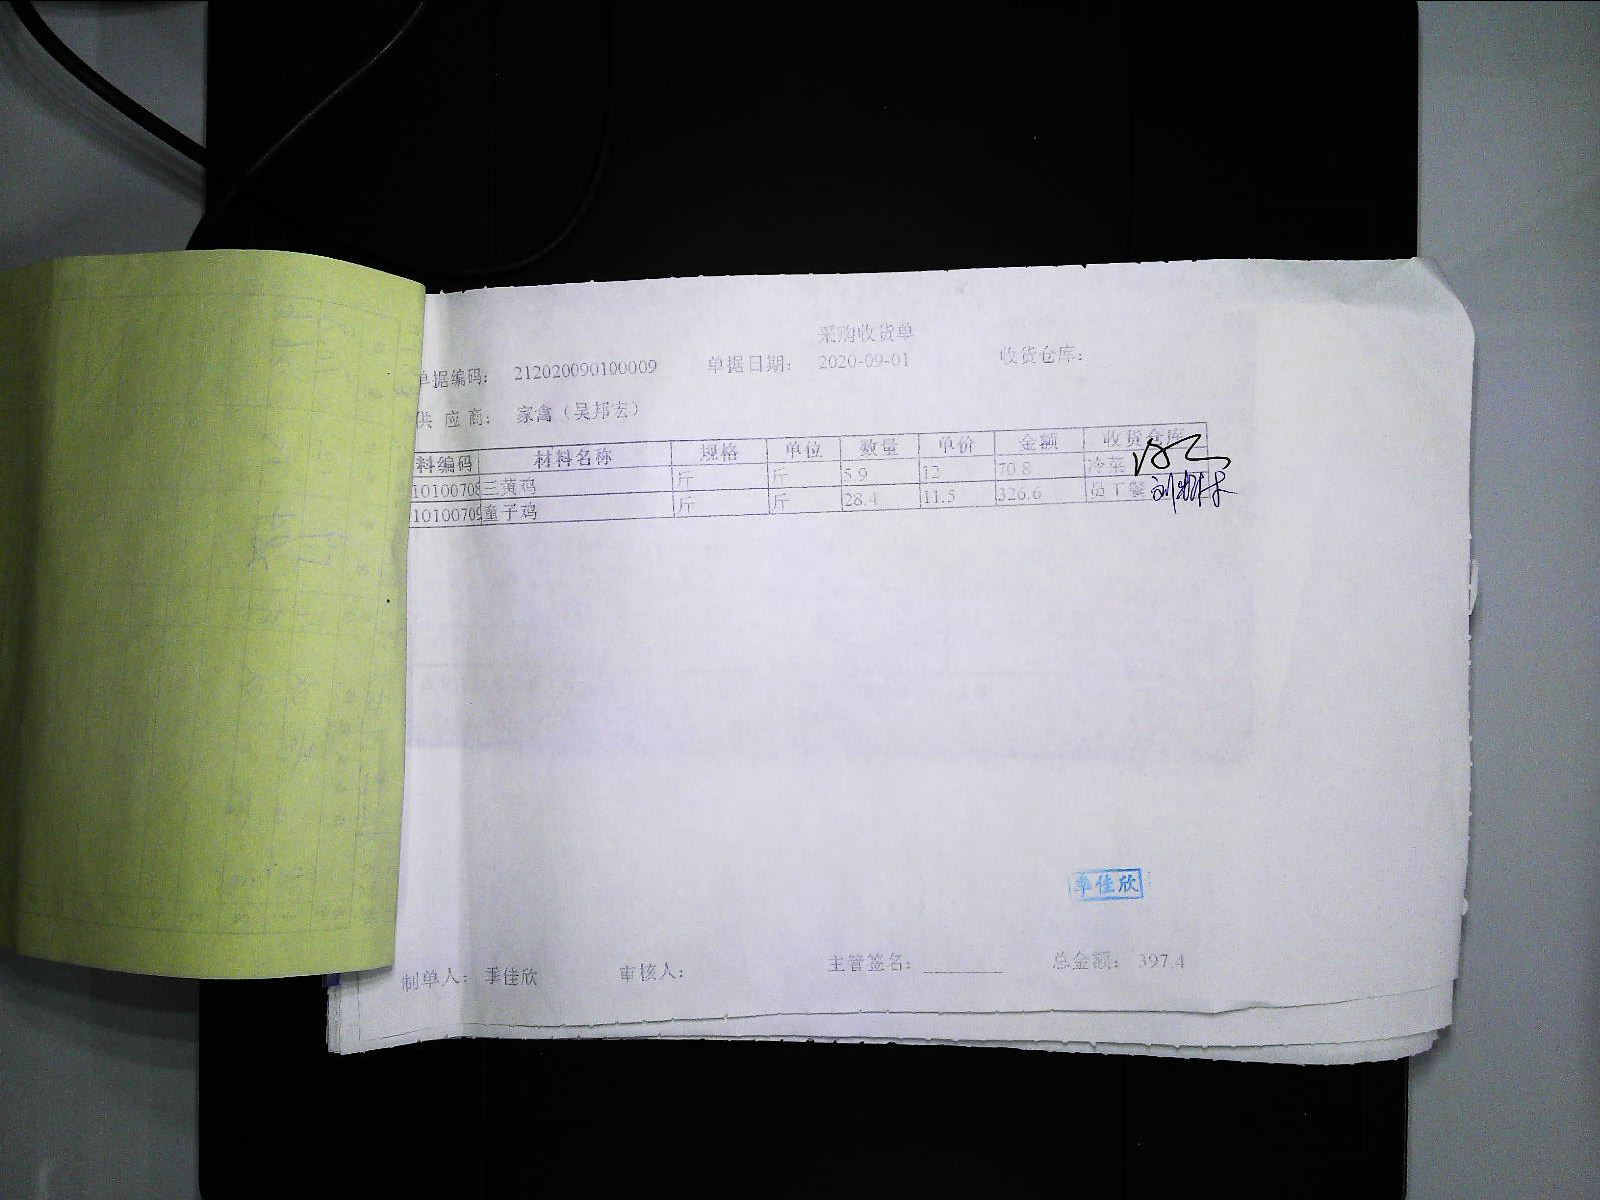 采购收货单
单据编码： 212020090100009 单据日期： 2020-09-01 收货仓库：
供 应 商： 家禽（吴邦宏）
料编码 材料名称 规格 单位 数量 单价 金额 收货仓库
10100708 三黄鸡 斤 斤 5.9 12 70.8 冷菜
10100709 童子鸡 斤 斤 28.4 11.5 326.6 员工餐
季佳欣
制单人： 季佳欣 审核人： 主管签名： 总金额： 397.4